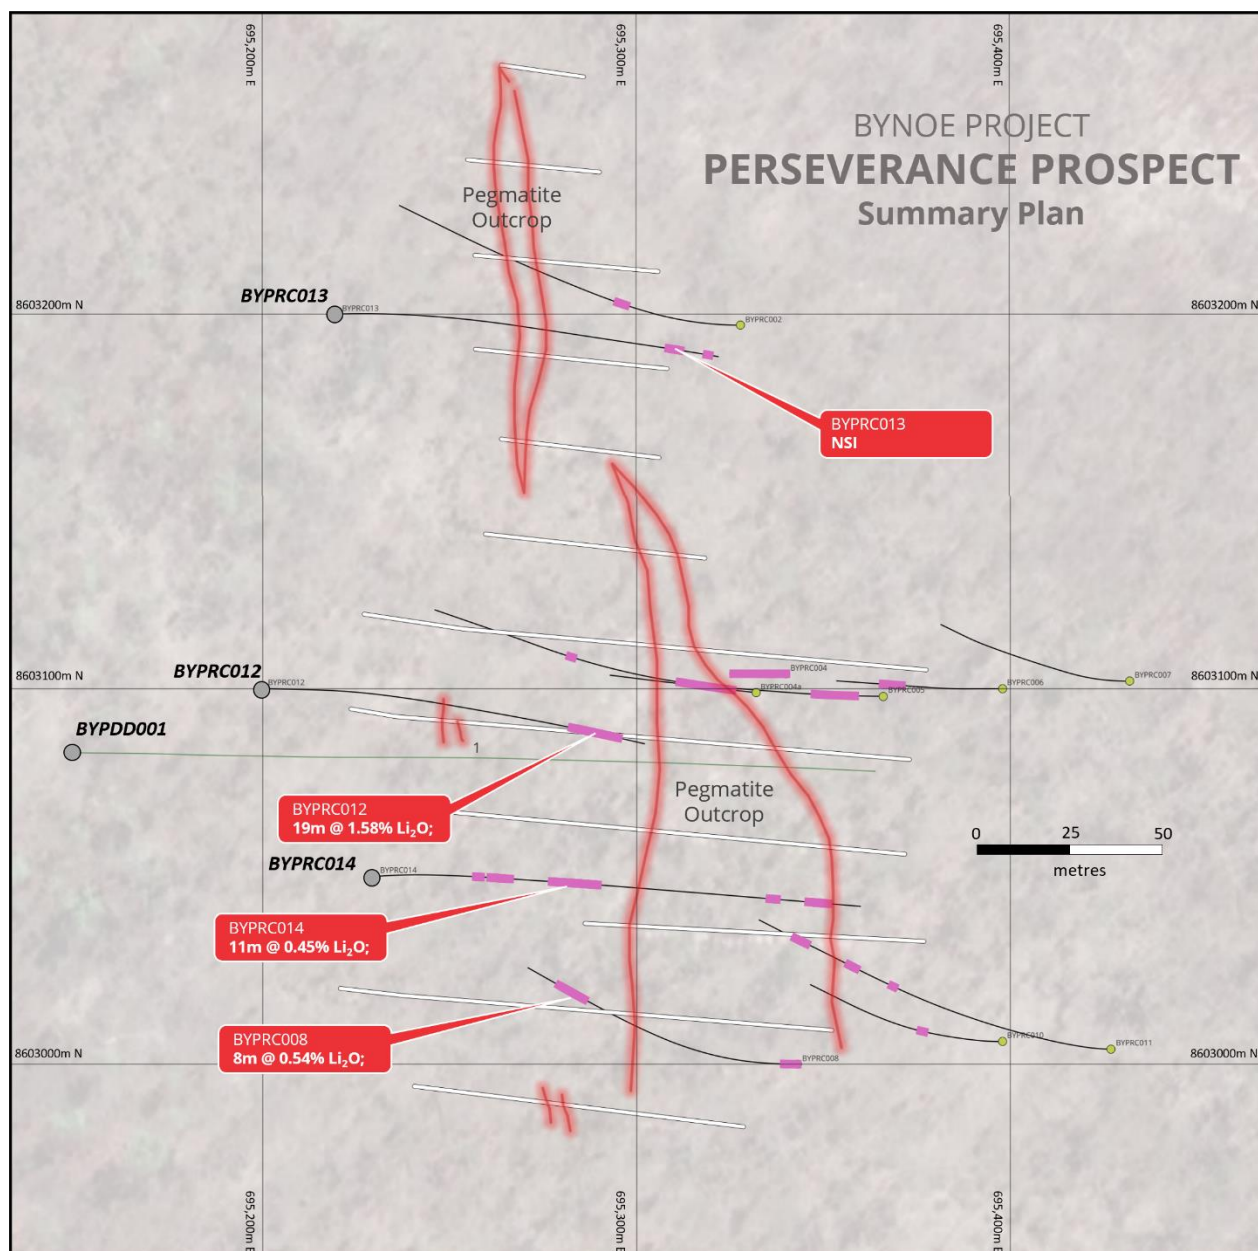 695,200m E
695,300m E
695,400m E
BYNOE PROJECT
PERSEVERANCE PROSPECT
Summary Plan
Pegmatite
Outcrop
BYPRC013
BYPRC013
8603200m N
8603200m N
BYPRC002
BYPRC013
NSI
BYPRC004
BYPRC012
BYPRC012
8603100m N
8603100m N
BYPRC004a
BYPRC005
BYPRC006
BYPRC007
BYPDD001
1
Pegmatite
Outcrop
BYPRC012
19m @ 1.58% Li₂O;
0
25
50
metres
BYPRC014
BYPRC014
BYPRC014
11m @ 0.45% Li₂O;
BYPRC008
8m @ 0.54% Li₂O;
BYPRC010
BYPRC011
8603000m N
8603000m N
BYPRC008
695,200m E
695,300m E
695,400m E